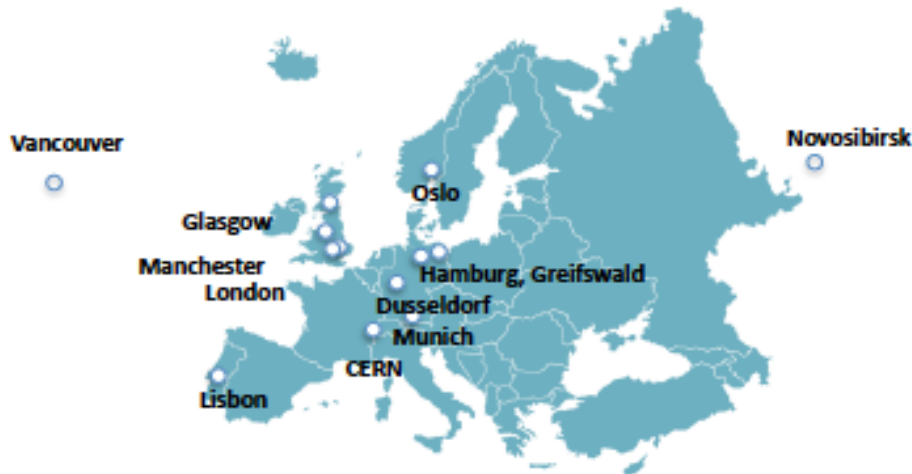 Vancouver
Novosibirsk
Oslo
Glasgow
Manchester
Hamburg, Greifswald
London
Dusseldorf
Munich
CERN
Lisbon